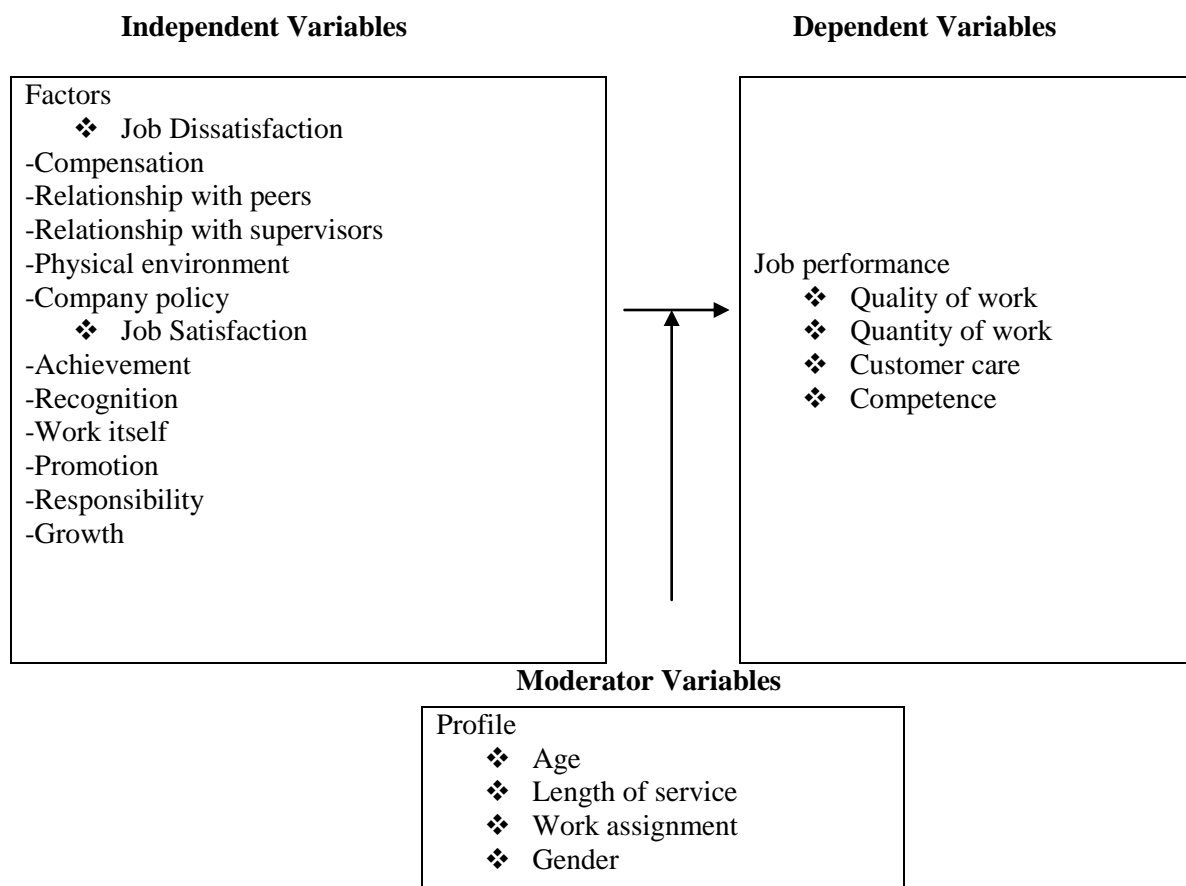 Independent Variables
Dependent Variables
Factors
❖ Job Dissatisfaction
-Compensation
-Relationship with peers
-Relationship with supervisors
-Physical environment
-Company policy
❖ Job Satisfaction
-Achievement
-Recognition
-Work itself
-Promotion
-Responsibility
-Growth
Job performance
❖ Quality of work
❖ Quantity of work
❖ Customer care
❖ Competence
Moderator Variables
Profile
❖ Age
❖ Length of service
❖ Work assignment
❖ Gender